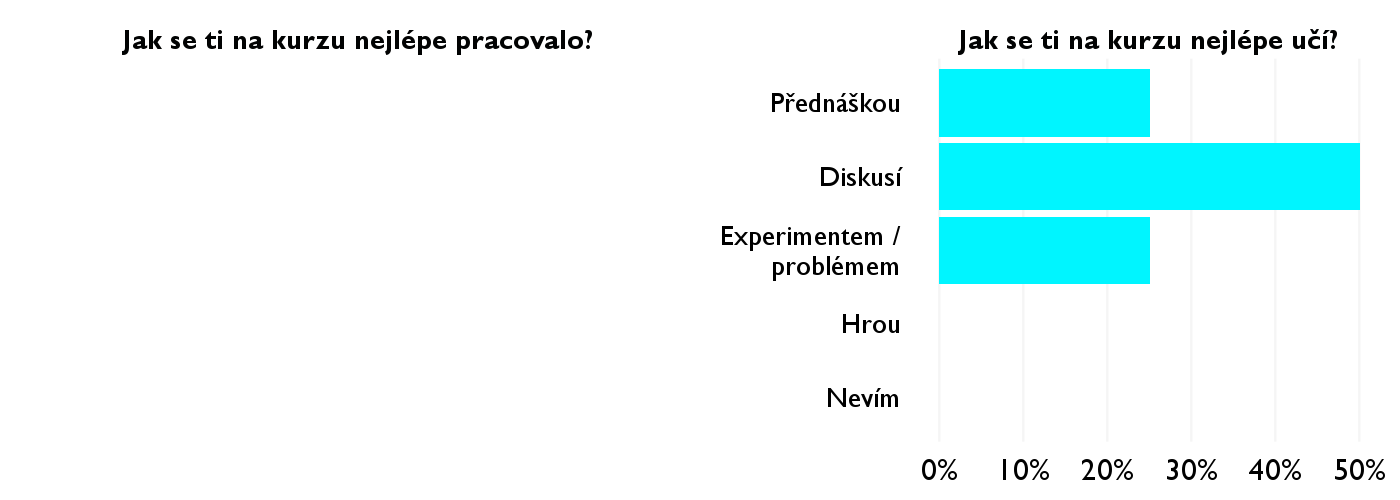 Jak se ti na kurzu nejlépe pracovalo?
Jak se ti na kurzu nejlépe učí?
Přednáškou
Diskusí
Experimentem /
problémem
Hrou
Nevím
0% 10% 20% 30% 40% 50%